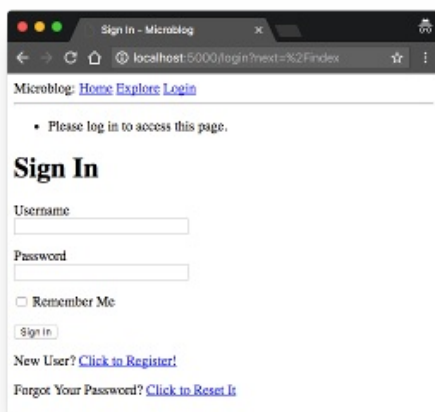 Sign In - Microblog
localhost:5000/login?next=%2Findex
Microblog: Home Explore Login
• Please log in to access this page.
Sign In
Username
Password
Remember Me
Sign In
New User? Click to Register!
Forgot Your Password? Click to Reset It